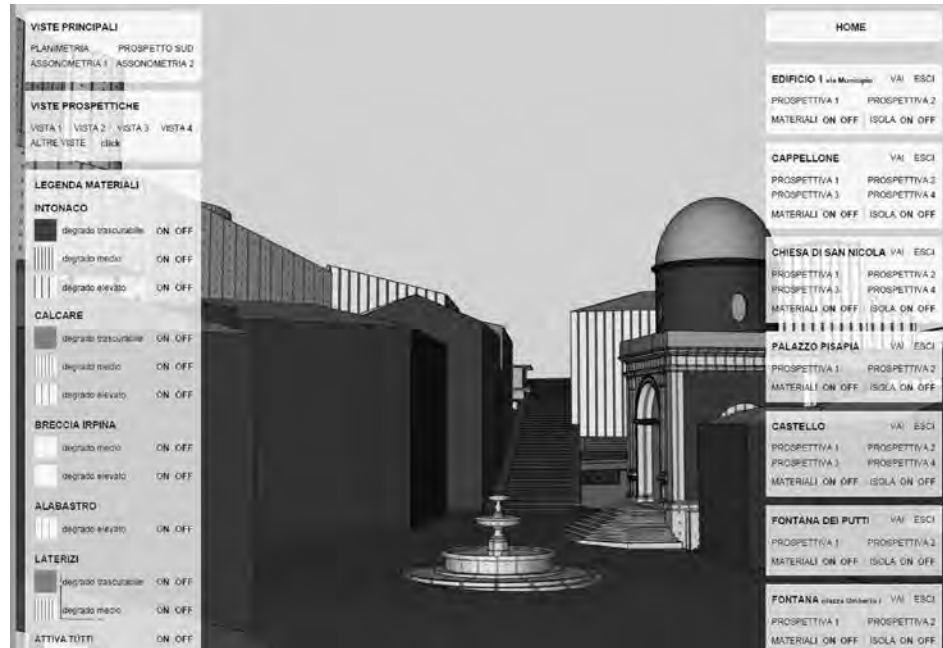 VISTE PRINCIPALI
PLANIMETRIA PROSPETTO SUD
ASSONOMETRIA 1 ASSONOMETRIA 2
VISTE PROSPETTICHE
VISTA 1 VISTA 2 VISTA 3 VISTA 4
ALTRE VISTE click
LEGENDA MATERIALI
INTONACO
degrado trascurabile ON OFF
degrado medio ON OFF
degrado elevato ON OFF
CALCARE
degrado trascurabile ON OFF
degrado medio ON OFF
degrado elevato ON OFF
BRECCIA IRPINA
degrado medio ON OFF
degrado elevato ON OFF
ALABASTRO
degrado elevato ON OFF
LATERIZI
degrado trascurabile ON OFF
degrado medio ON OFF
ATTIVA TUTTI ON OFF
HOME
EDIFICIO 1 via Municipio VAI ESCI
PROSPETTIVA 1 PROSPETTIVA 2
MATERIALI ON OFF ISOLA ON OFF
CAPPELLONE VAI ESCI
PROSPETTIVA 1 PROSPETTIVA 2
PROSPETTIVA 3 PROSPETTIVA 4
MATERIALI ON OFF ISOLA ON OFF
CHIESA DI SAN NICOLA VAI ESCI
PROSPETTIVA 1 PROSPETTIVA 2
PROSPETTIVA 3 PROSPETTIVA 4
MATERIALI ON OFF ISOLA ON OFF
PALAZZO PISAPIA VAI ESCI
PROSPETTIVA 1 PROSPETTIVA 2
MATERIALI ON OFF ISOLA ON OFF
CASTELLO VAI ESCI
PROSPETTIVA 1 PROSPETTIVA 2
PROSPETTIVA 3 PROSPETTIVA 4
MATERIALI ON OFF ISOLA ON OFF
FONTANA DEI PUTTI VAI ESCI
PROSPETTIVA 1 PROSPETTIVA 2
MATERIALI ON OFF ISOLA ON OFF
FONTANA piazza Umberto I VAI ESCI
PROSPETTIVA 1 PROSPETTIVA 2
MATERIALI ON OFF ISOLA ON OFF